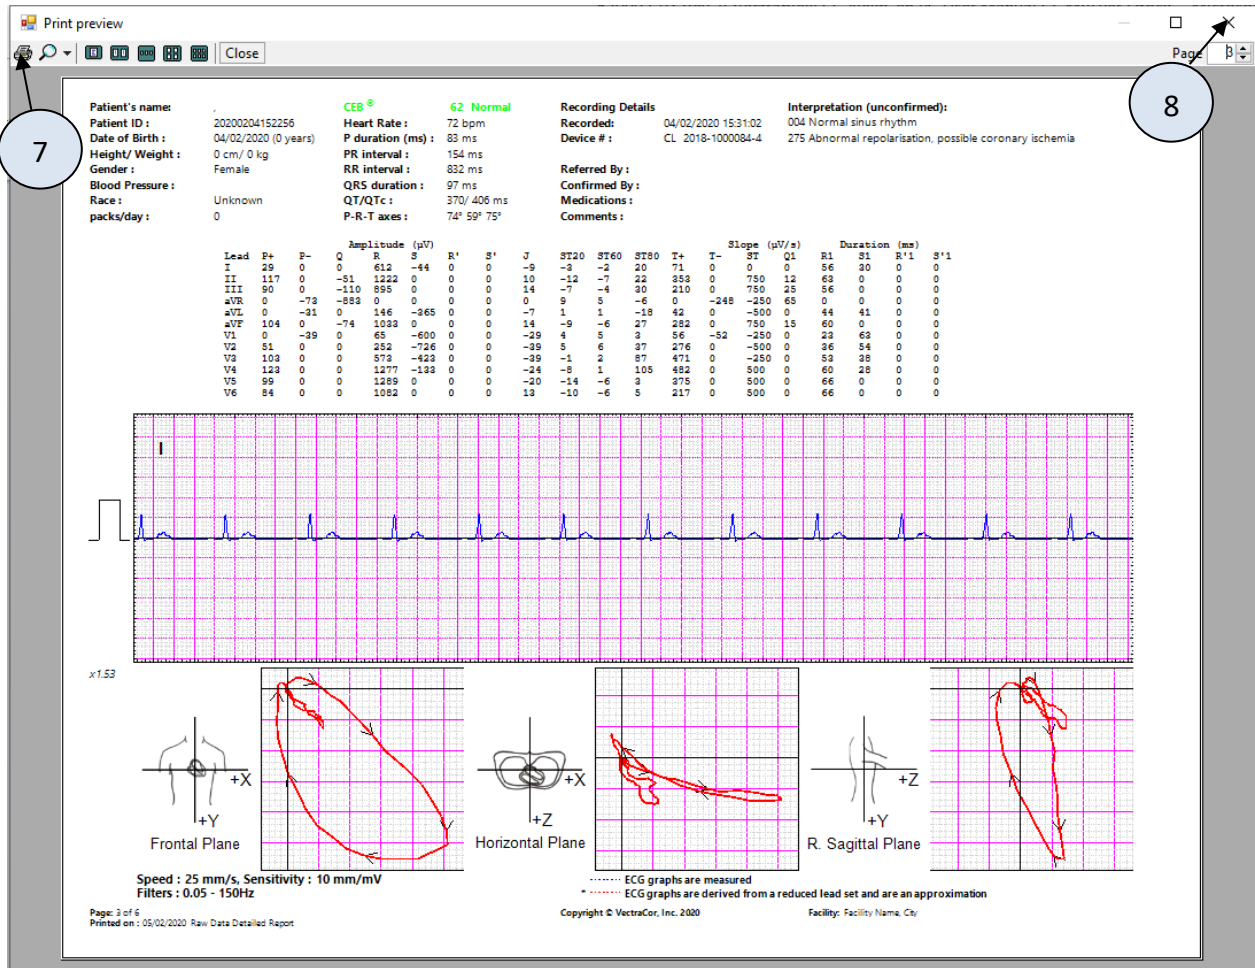 Print preview
Close
Page 3
7
8
Patient's name: ,
Patient ID : 20200204152256
Date of Birth : 04/02/2020 (0 years)
Height/ Weight : 0 cm/ 0 kg
Gender : Female
Blood Pressure :
Race : Unknown
packs/day : 0
CEB ® 62 Normal
Heart Rate : 72 bpm
P duration (ms) : 83 ms
PR interval : 154 ms
RR interval : 832 ms
QRS duration : 97 ms
QT/QTc : 370/ 406 ms
P-R-T axes : 74° 59° 75°
Recording Details
Recorded: 04/02/2020 15:31:02
Device # : CL 2018-1000084-4
Referred By :
Confirmed By :
Medications :
Comments :
Interpretation (unconfirmed):
004 Normal sinus rhythm
275 Abnormal repolarisation, possible coronary ischemia
Amplitude (µV) Slope (µV/s) Duration (ms)
Lead P+ P- Q R S R' S' J ST20 ST60 ST80 T+ T- ST Q1 R1 S1 R'1 S'1
I 29 0 0 612 -44 0 0 -9 -3 -2 20 71 0 0 0 56 30 0 0
II 117 0 -51 1222 0 0 0 10 -12 -7 22 353 0 750 12 63 0 0 0
III 90 0 -110 895 0 0 0 14 -7 -4 30 210 0 750 25 56 0 0 0
aVR 0 -73 -883 0 0 0 0 0 9 5 -6 0 -248 -250 65 0 0 0 0
aVL 0 -31 0 146 -365 0 0 -7 1 1 -18 42 0 -500 0 44 41 0 0
aVF 104 0 -74 1033 0 0 0 14 -9 -6 27 282 0 750 15 60 0 0 0
V1 0 -39 0 65 -600 0 0 -29 4 5 3 56 -52 -250 0 23 63 0 0
V2 51 0 0 252 -726 0 0 -39 5 6 37 276 0 -500 0 36 54 0 0
V3 103 0 0 573 -423 0 0 -39 -1 2 87 471 0 -250 0 53 38 0 0
V4 123 0 0 1277 -133 0 0 -24 -8 1 105 482 0 500 0 60 28 0 0
V5 99 0 0 1289 0 0 0 -20 -14 -6 3 375 0 500 0 66 0 0 0
V6 84 0 0 1082 0 0 0 13 -10 -6 5 217 0 500 0 66 0 0 0
I
x1.53
+X
+Y
Frontal Plane
+X
+Z
Horizontal Plane
+Z
+Y
R. Sagittal Plane
Speed : 25 mm/s, Sensitivity : 10 mm/mV
Filters : 0.05 - 150Hz
ECG graphs are measured
* ECG graphs are derived from a reduced lead set and are an approximation
Page: 3 of 6
Printed on : 05/02/2020 Raw Data Detailed Report
Copyright © VectraCor, Inc. 2020
Facility: Facility Name, City